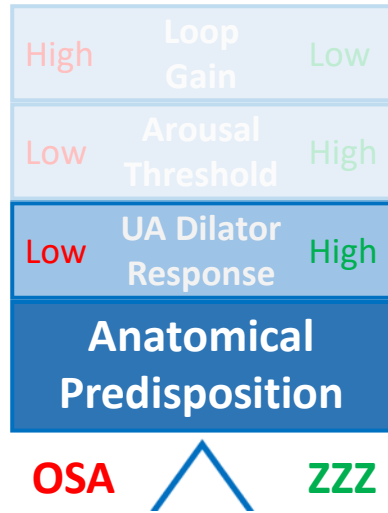 High Loop Gain Low
Low Arousal Threshold High
Low UA Dilator Response High
Anatomical
Predisposition
OSA ZZZ